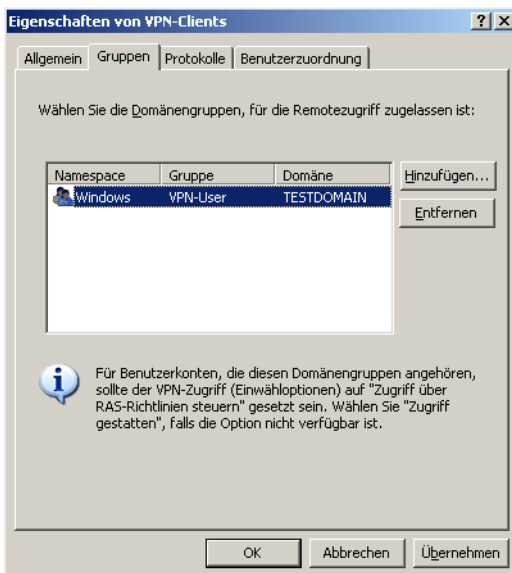 Eigenschaften von VPN-Clients
Allgemein Gruppen Protokolle Benutzerzuordnung
Wählen Sie die Domänengruppen, für die Remotezugriff zugelassen ist:
Namespace Gruppe Domäne Hinzufügen...
Windows VPN-User TESTDOMAIN
Entfernen
Für Benutzerkonten, die diesen Domänengruppen angehören,
sollte der VPN-Zugriff (Einwähloptionen) auf "Zugriff über
RAS-Richtlinien steuern" gesetzt sein. Wählen Sie "Zugriff
gestatten", falls die Option nicht verfügbar ist.
OK Abbrechen Übernehmen